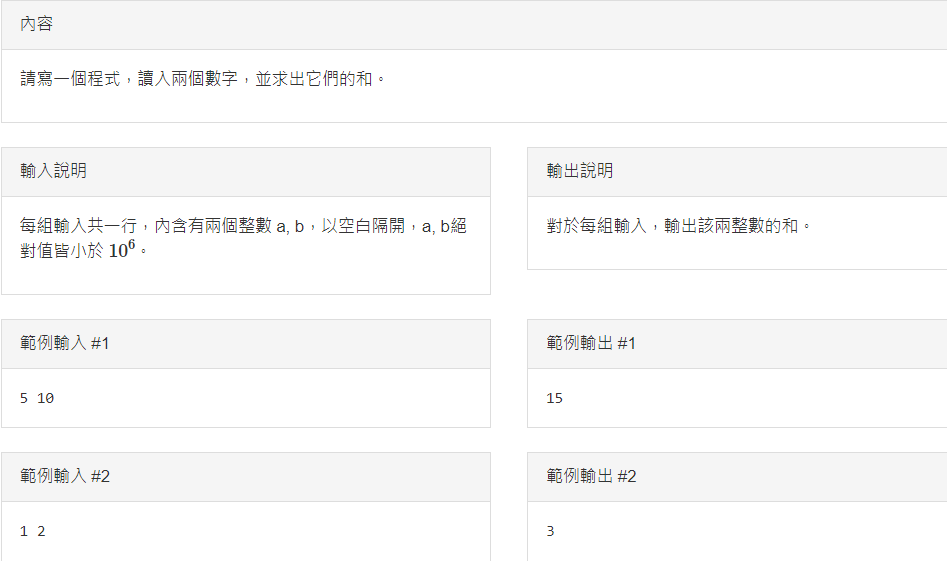 內容
請寫一個程式，讀入兩個數字，並求出它們的和。
輸入說明
每組輸入共一行，內含有兩個整數 a, b，以空白隔開，a, b絕
對值皆小於 10⁶。
輸出說明
對於每組輸入，輸出該兩整數的和。
範例輸入 #1
5 10
範例輸出 #1
15
範例輸入 #2
1 2
範例輸出 #2
3